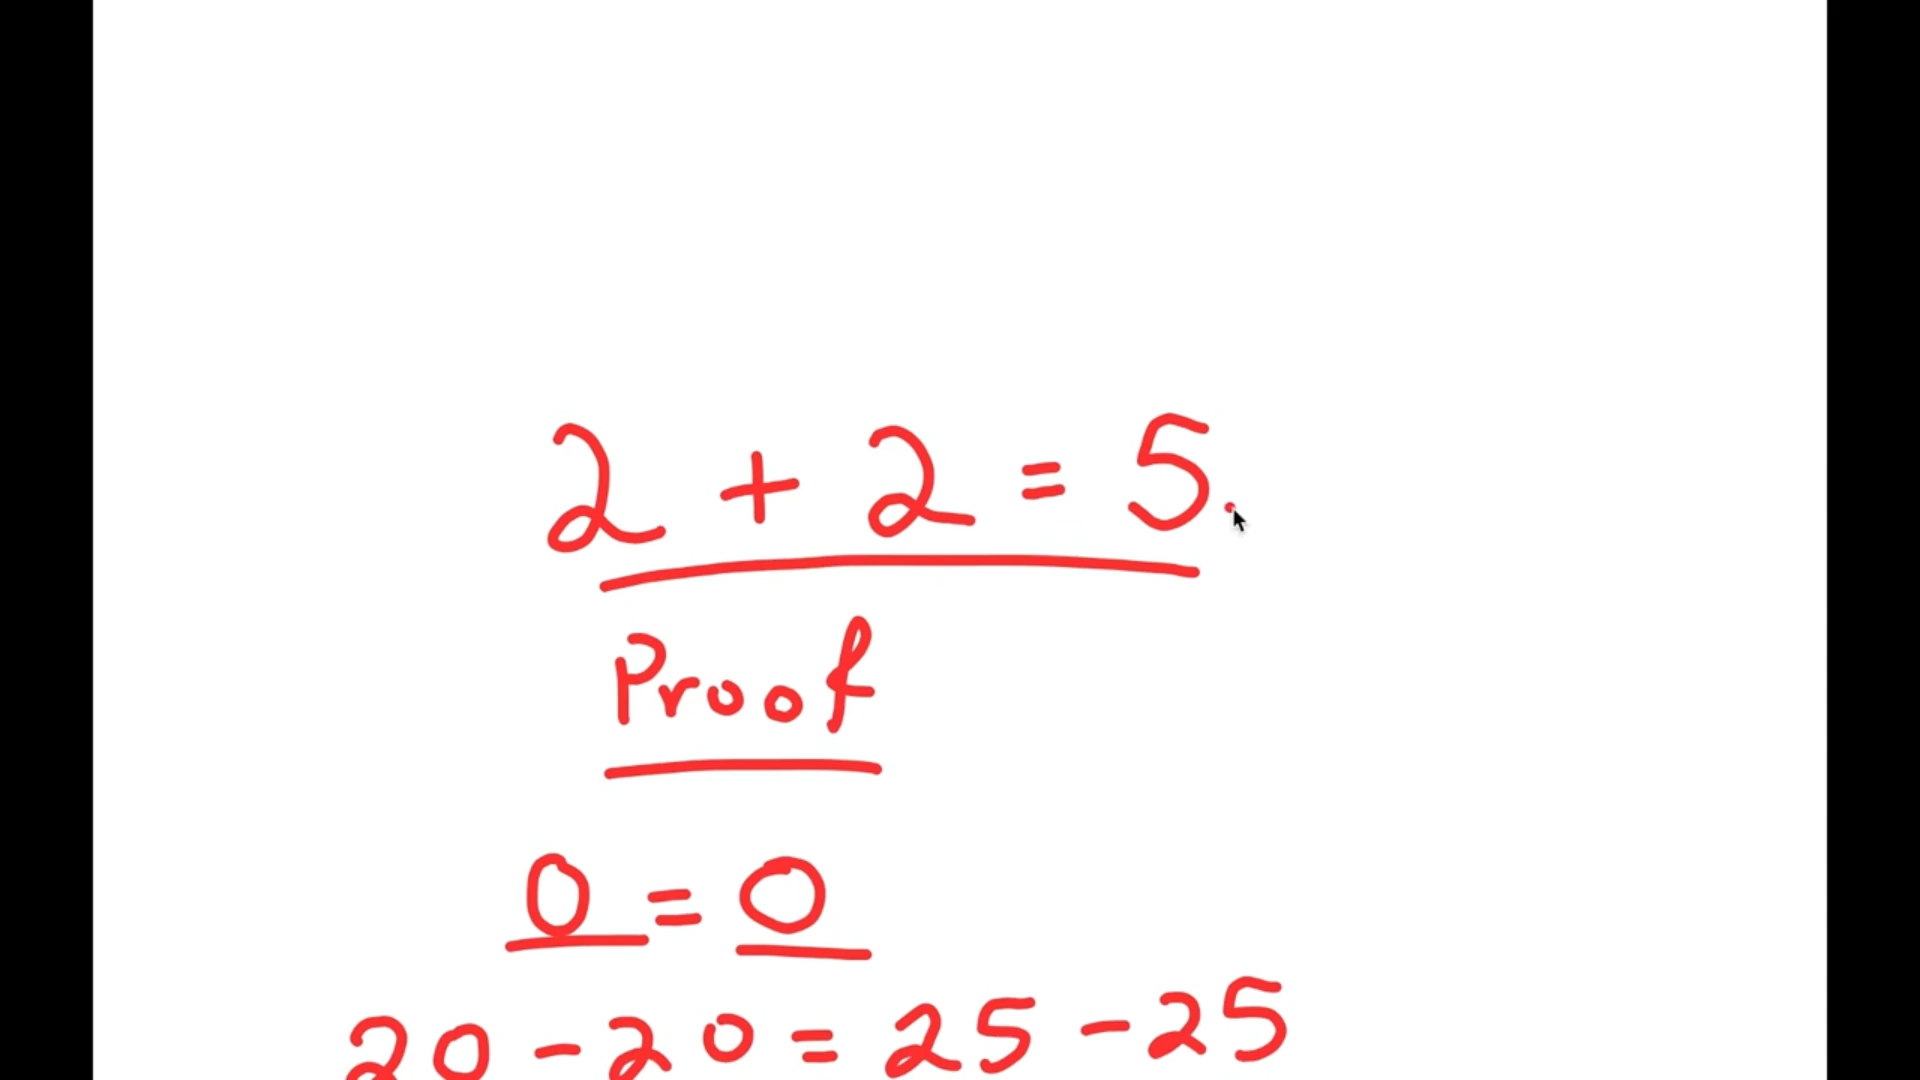 2 + 2 = 5.
Proof
0 = 0
20 - 20 = 25 - 25